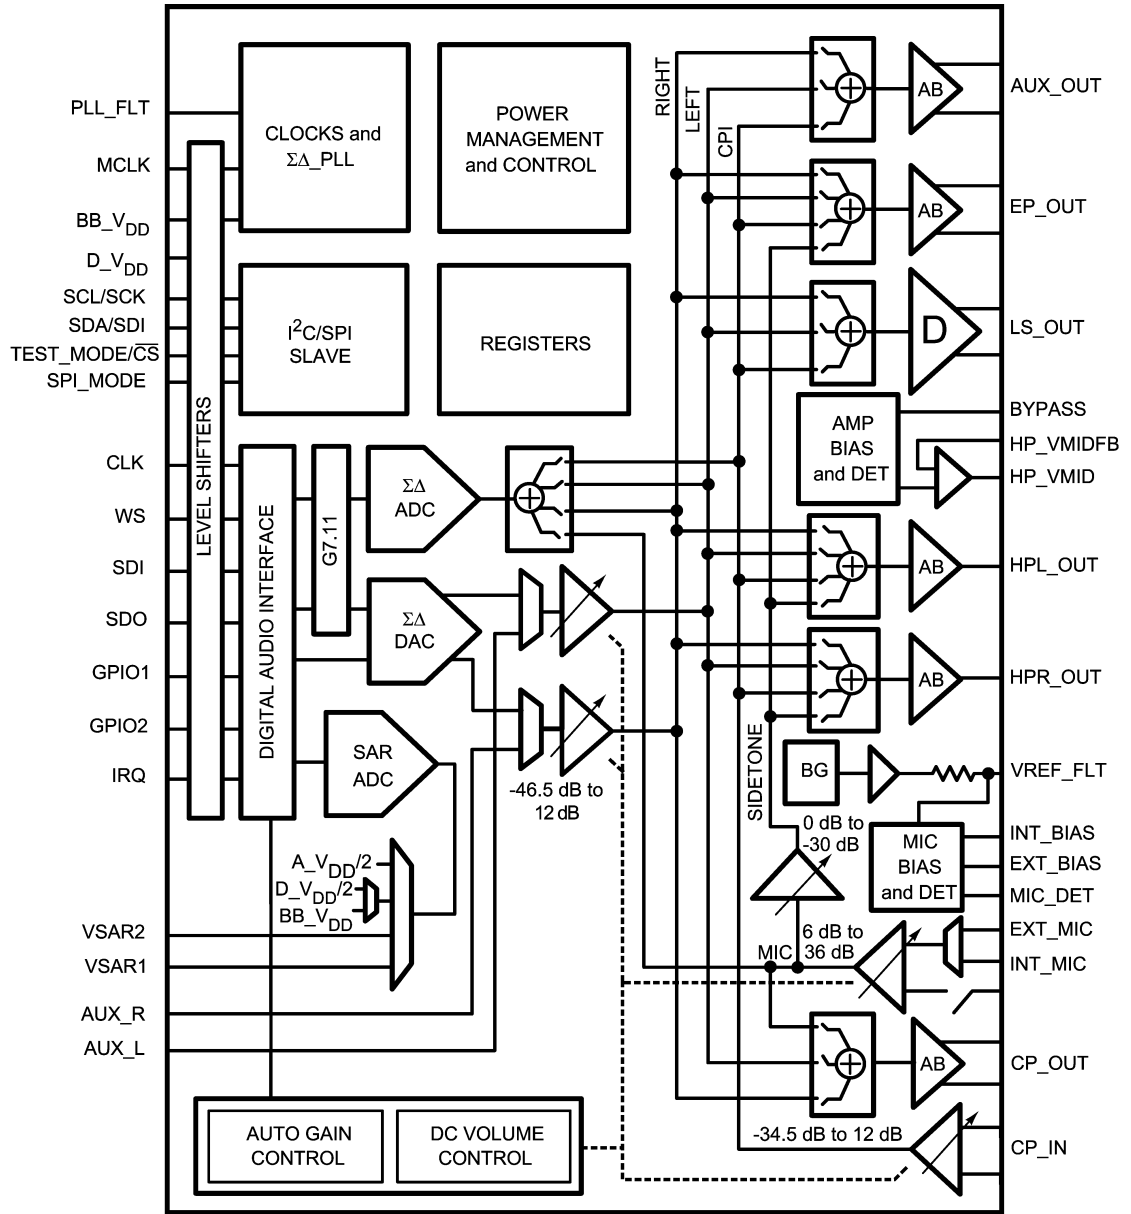 PLL_FLT
MCLK
BB_VDD
D_VDD
SCL/SCK
SDA/SDI
TEST_MODE/C̅S̅
SPI_MODE
CLK
WS
SDI
SDO
GPIO1
GPIO2
IRQ
VSAR2
VSAR1
AUX_R
AUX_L
LEVEL SHIFTERS
CLOCKS and
ΣΔ_PLL
POWER
MANAGEMENT
and CONTROL
I²C/SPI
SLAVE
REGISTERS
DIGITAL AUDIO INTERFACE
G7.11
ΣΔ
ADC
ΣΔ
DAC
SAR
ADC
A_VDD/2
D_VDD/2
BB_VDD
-46.5 dB to
12 dB
AUTO GAIN
CONTROL
DC VOLUME
CONTROL
RIGHT
LEFT
CPI
SIDETONE
MIC
AB
AB
D
AMP
BIAS
and DET
AB
AB
BG
0 dB to
-30 dB
MIC
BIAS
and DET
6 dB to
36 dB
AB
-34.5 dB to 12 dB
AUX_OUT
EP_OUT
LS_OUT
BYPASS
HP_VMIDFB
HP_VMID
HPL_OUT
HPR_OUT
VREF_FLT
INT_BIAS
EXT_BIAS
MIC_DET
EXT_MIC
INT_MIC
CP_OUT
CP_IN